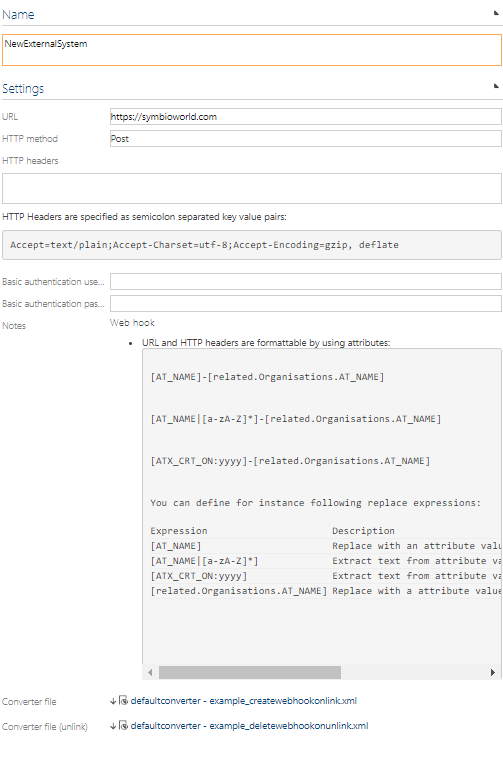 Name
NewExternalSystem
Settings
URL https://symbioworld.com
HTTP method Post
HTTP headers
HTTP Headers are specified as semicolon separated key value pairs:
Accept=text/plain;Accept-Charset=utf-8;Accept-Encoding=gzip, deflate
Basic authentication use...
Basic authentication pas...
Notes Web hook
• URL and HTTP headers are formattable by using attributes:
[AT_NAME]-[related.Organisations.AT_NAME]
[AT_NAME|[a-zA-Z]*]-[related.Organisations.AT_NAME]
[ATX_CRT_ON:yyyy]-[related.Organisations.AT_NAME]
You can define for instance following replace expressions:
Expression Description
[AT_NAME] Replace with an attribute valu
[AT_NAME|[a-zA-Z]*] Extract text from attribute va
[ATX_CRT_ON:yyyy] Extract text from attribute va
[related.Organisations.AT_NAME] Replace with a attribute value
Converter file defaultconverter - example_createwebhookonlink.xml
Converter file (unlink) defaultconverter - example_deletewebhookonunlink.xml